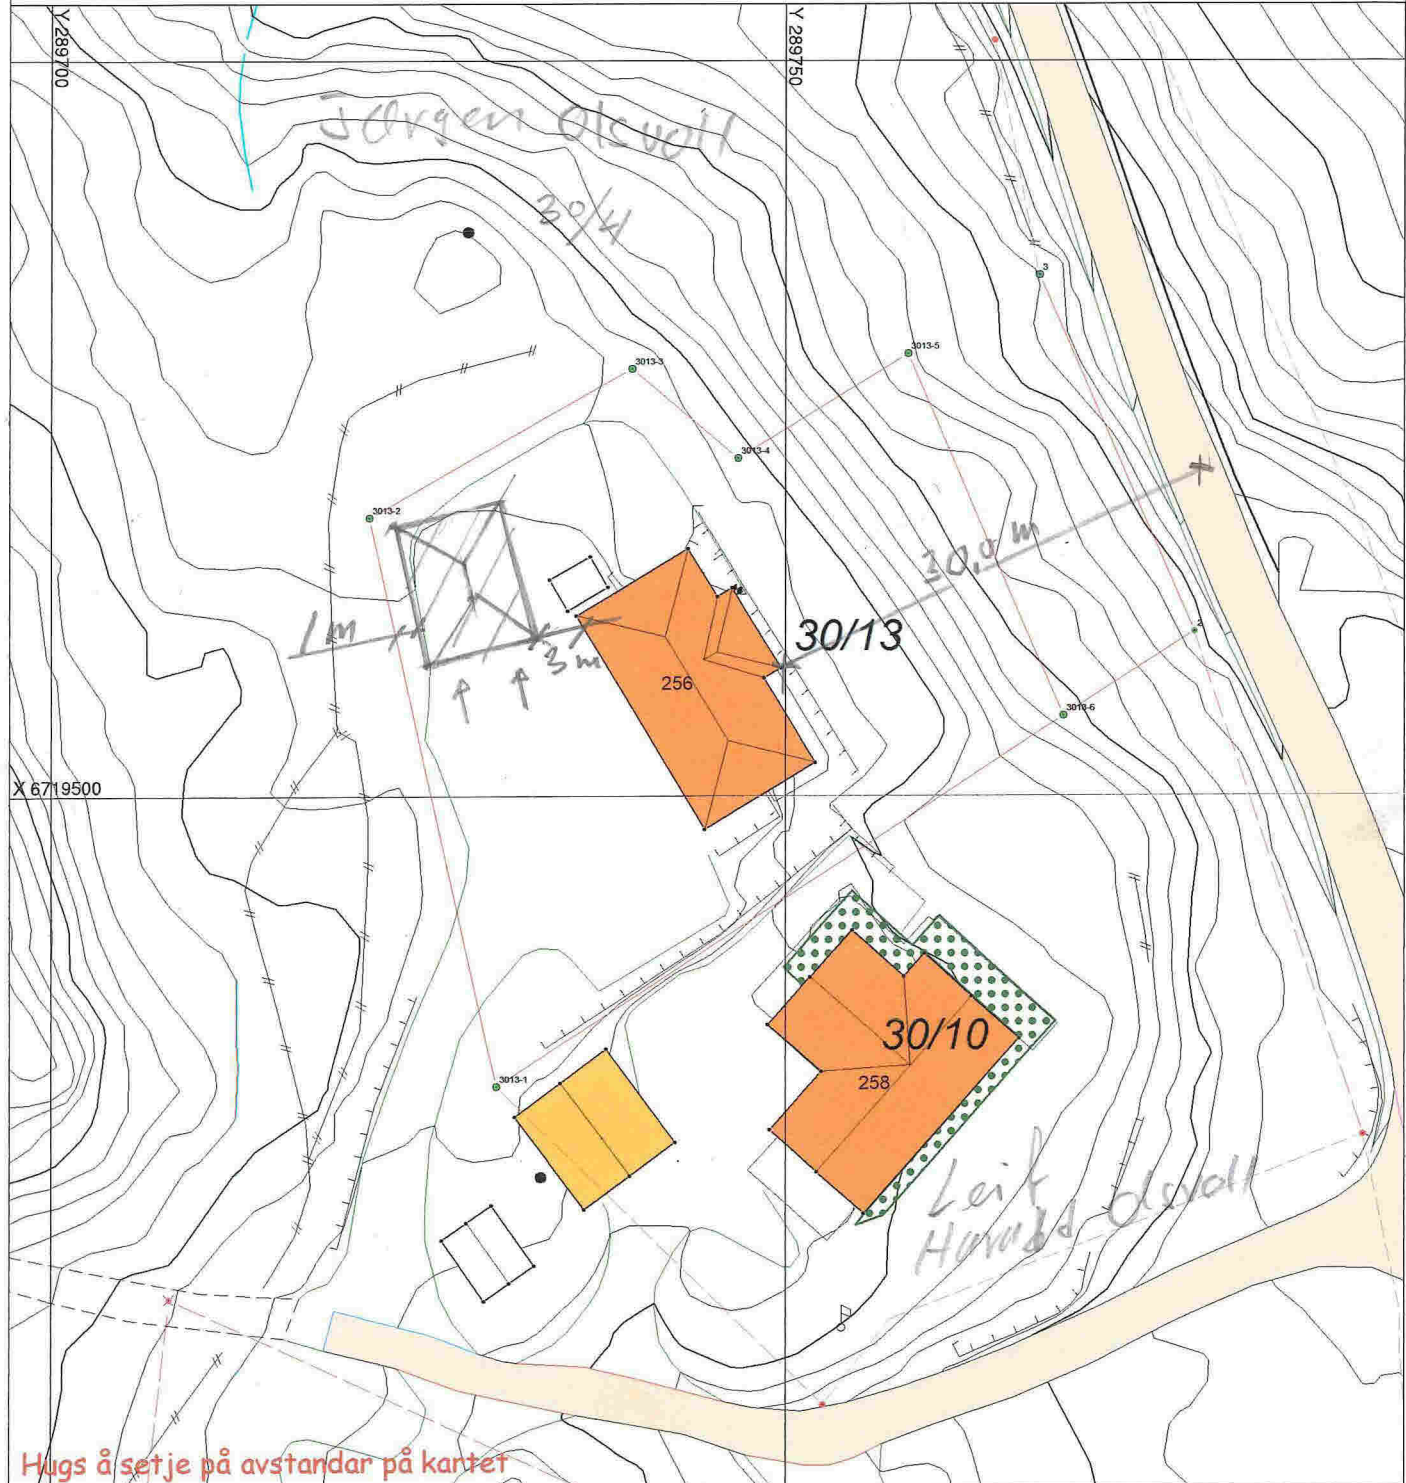 Y 289700
Y 289750
Jørgen Olsvoll
30/4
3
3013-5
3013-3
3013-4
3013-2
30,0 m
1 m
3 m
30/13
2
256
3013-6
X 6719500
30/10
3013-1
258
Leif
Harald Olsvoll
Hugs å setje på avstandar på kartet